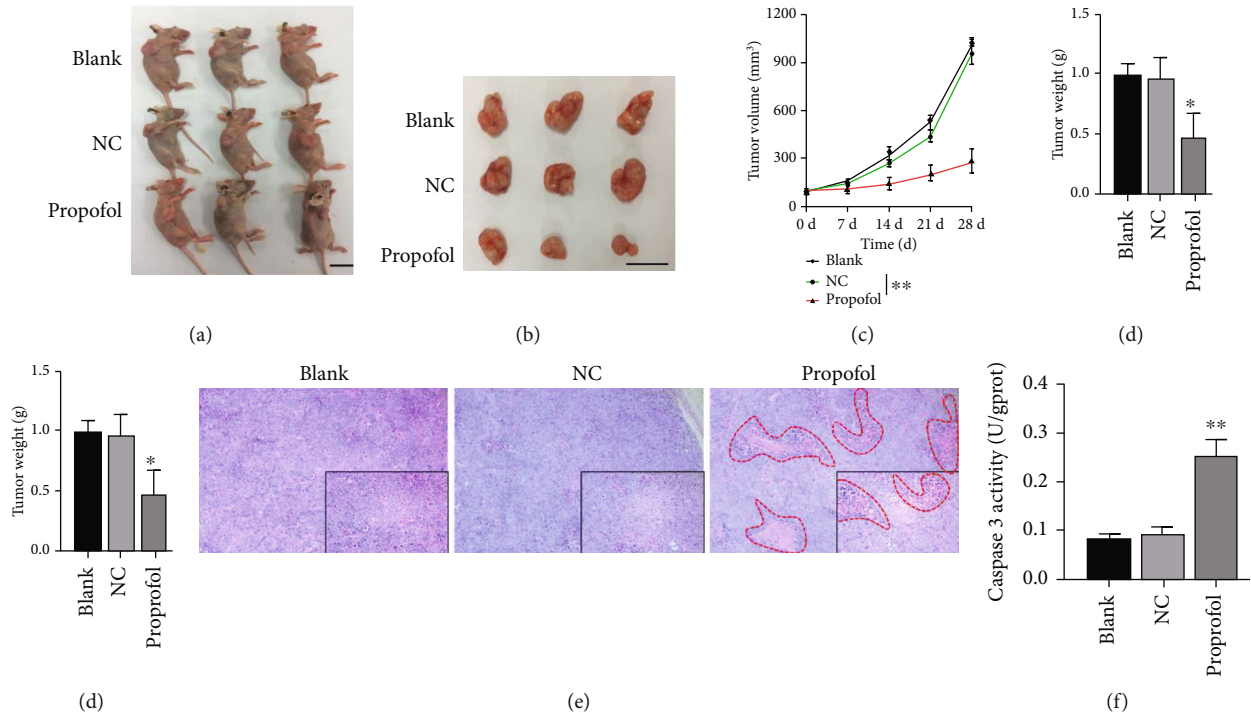 Blank
NC
Propofol
(a)
Blank
NC
Propofol
(b)
Tumor volume (mm³)
1200
900
600
300
0
0 d 7 d 14 d 21 d 28 d
Time (d)
Blank
NC
Propofol
**
(c)
Tumor weight (g)
1.5
1.0
0.5
0.0
*
Blank
NC
Proprofol
(d)
Tumor weight (g)
1.5
1.0
0.5
0.0
*
Blank
NC
Proprofol
(d)
Blank NC Propofol
(e)
Caspase 3 activity (U/gprot)
0.4
0.3
0.2
0.1
0.0
**
Blank
NC
Proprofol
(f)